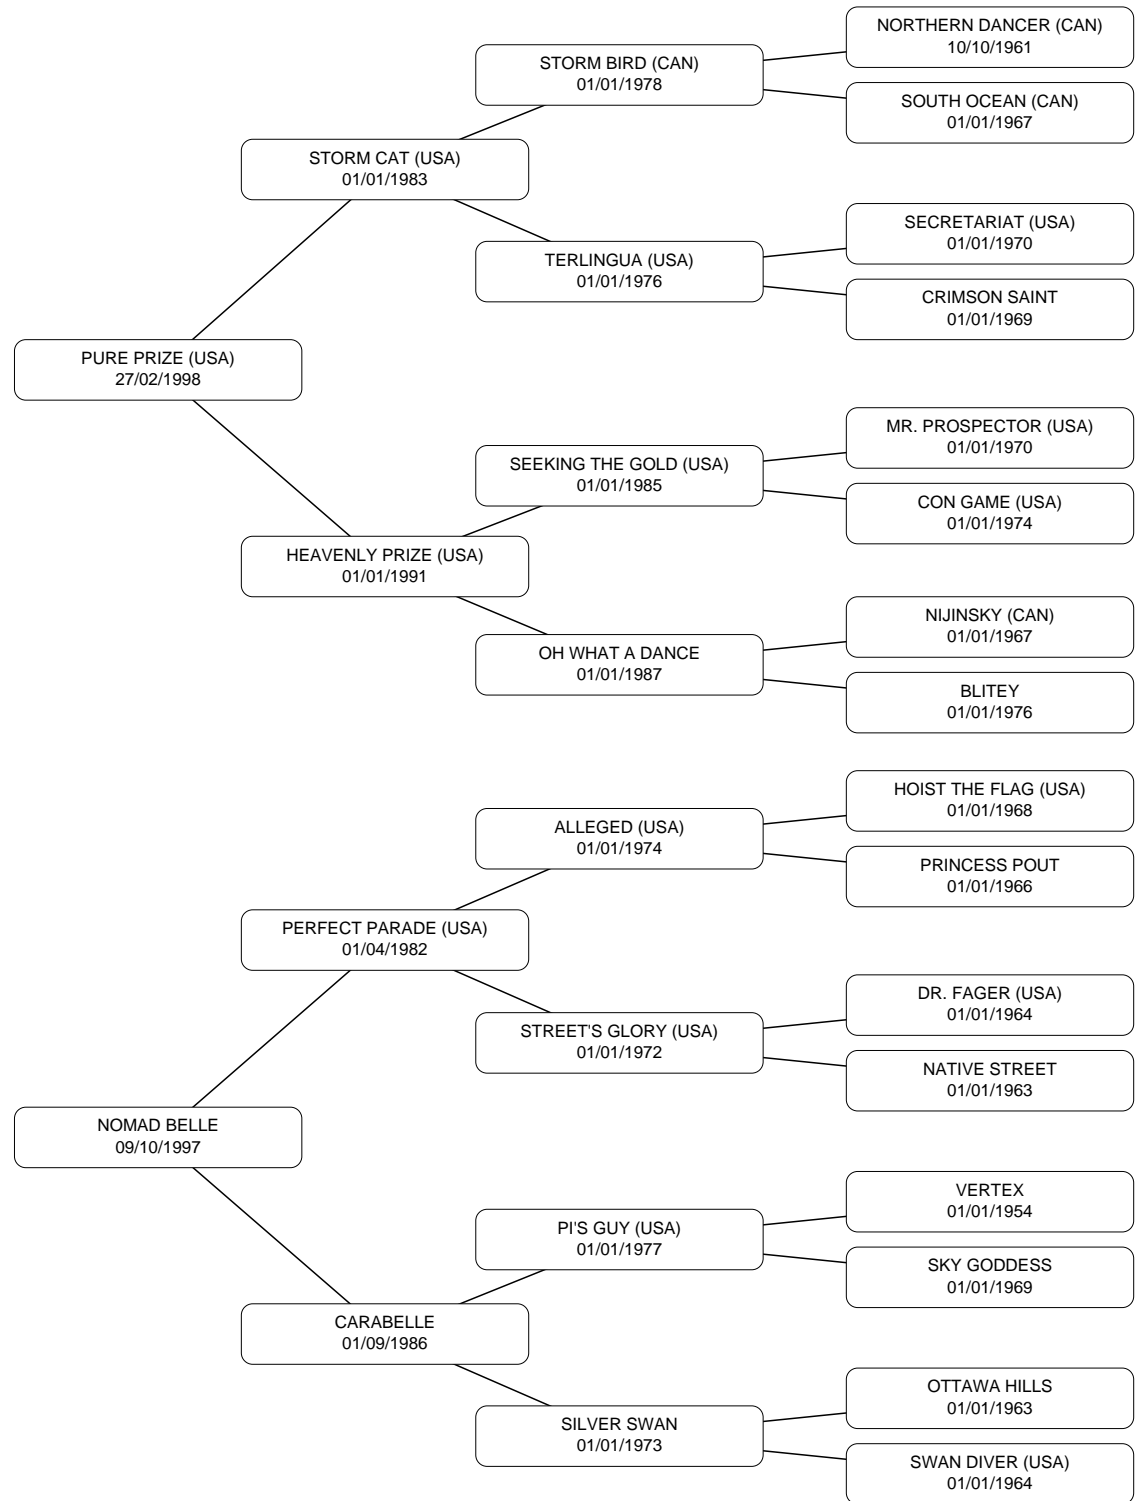 NORTHERN DANCER (CAN)
10/10/1961
STORM BIRD (CAN)
01/01/1978
SOUTH OCEAN (CAN)
01/01/1967
STORM CAT (USA)
01/01/1983
SECRETARIAT (USA)
01/01/1970
TERLINGUA (USA)
01/01/1976
CRIMSON SAINT
01/01/1969
PURE PRIZE (USA)
27/02/1998
MR. PROSPECTOR (USA)
01/01/1970
SEEKING THE GOLD (USA)
01/01/1985
CON GAME (USA)
01/01/1974
HEAVENLY PRIZE (USA)
01/01/1991
NIJINSKY (CAN)
01/01/1967
OH WHAT A DANCE
01/01/1987
BLITEY
01/01/1976
HOIST THE FLAG (USA)
01/01/1968
ALLEGED (USA)
01/01/1974
PRINCESS POUT
01/01/1966
PERFECT PARADE (USA)
01/04/1982
DR. FAGER (USA)
01/01/1964
STREET'S GLORY (USA)
01/01/1972
NATIVE STREET
01/01/1963
NOMAD BELLE
09/10/1997
VERTEX
01/01/1954
PI'S GUY (USA)
01/01/1977
SKY GODDESS
01/01/1969
CARABELLE
01/09/1986
OTTAWA HILLS
01/01/1963
SILVER SWAN
01/01/1973
SWAN DIVER (USA)
01/01/1964